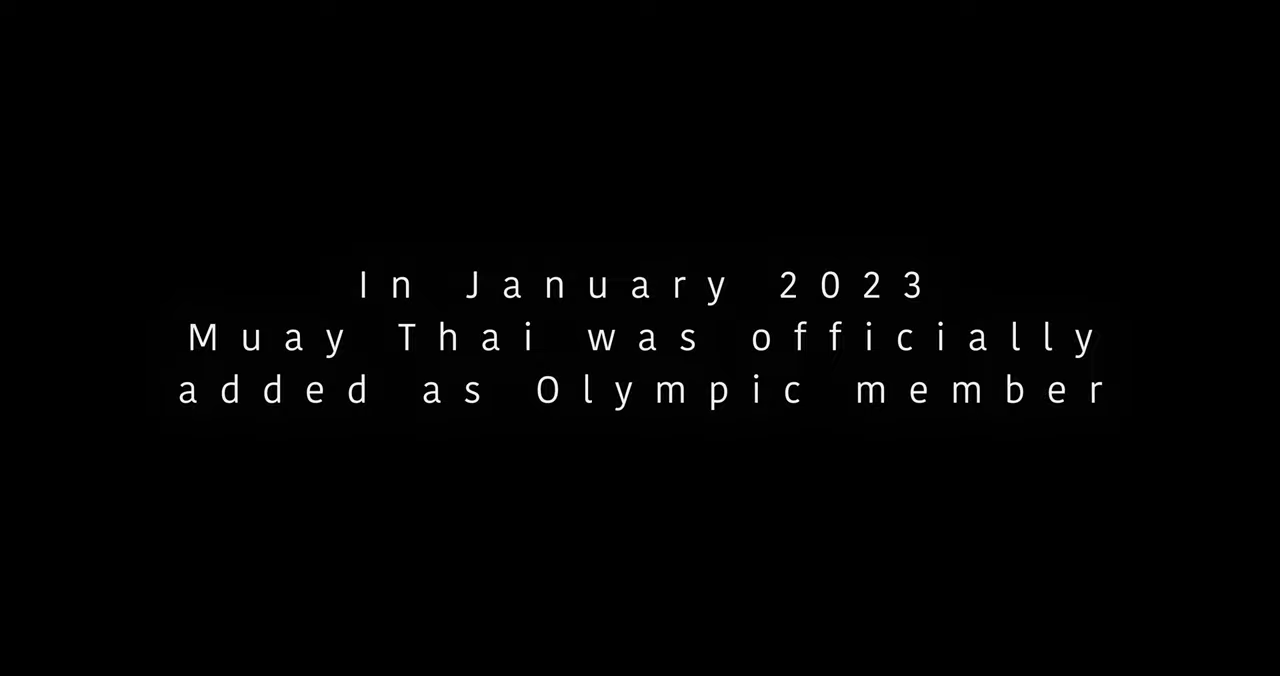 In January 2023
Muay Thai was officially
added as Olympic member